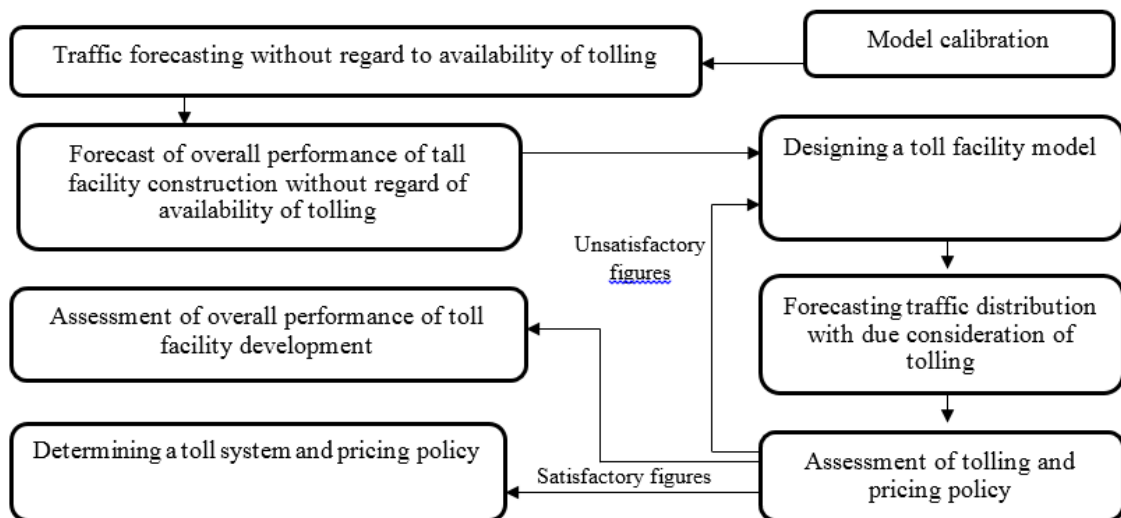 Model calibration
Traffic forecasting without regard to availability of tolling
Forecast of overall performance of tall
facility construction without regard of
availability of tolling
Designing a toll facility model
Unsatisfactory
figures
Forecasting traffic distribution
with due consideration of
tolling
Assessment of overall performance of toll
facility development
Determining a toll system and pricing policy
Satisfactory figures
Assessment of tolling and
pricing policy